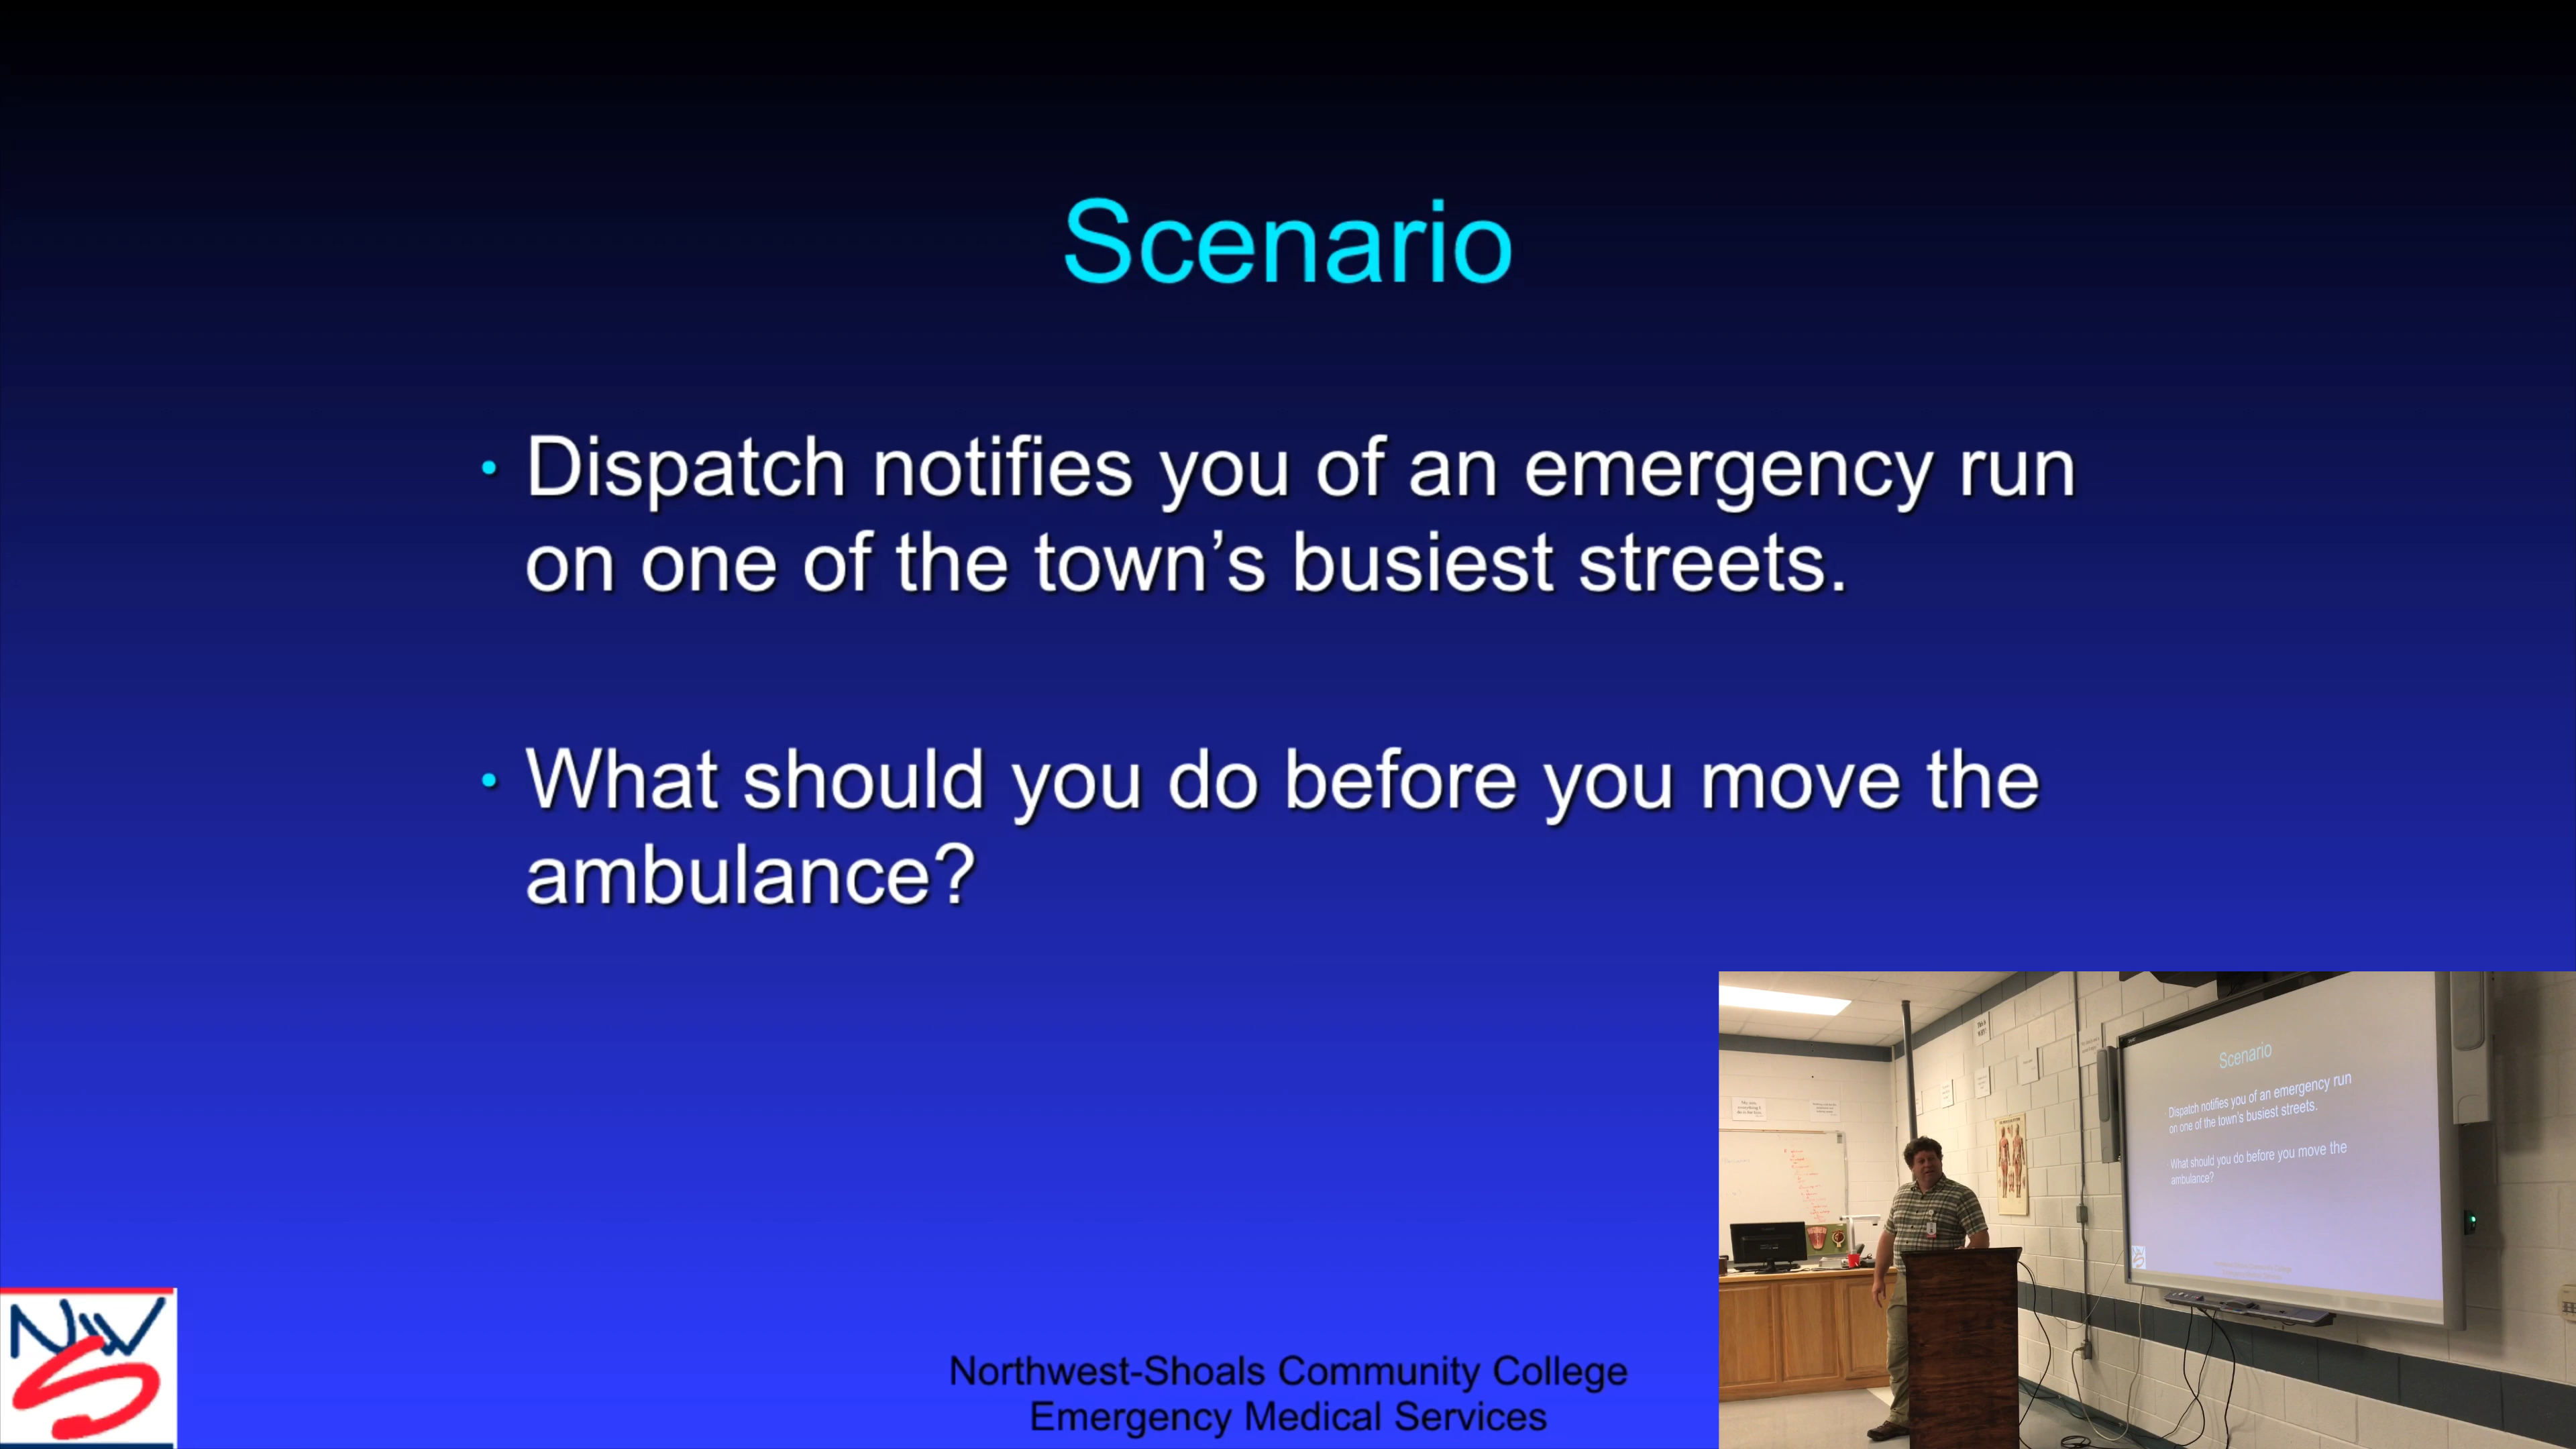 Scenario
• Dispatch notifies you of an emergency run
on one of the town's busiest streets.
• What should you do before you move the
ambulance?
NWS
Northwest-Shoals Community College
Emergency Medical Services
Scenario
Dispatch notifies you of an emergency run
on one of the town's busiest streets.
What should you do before you move the
ambulance?